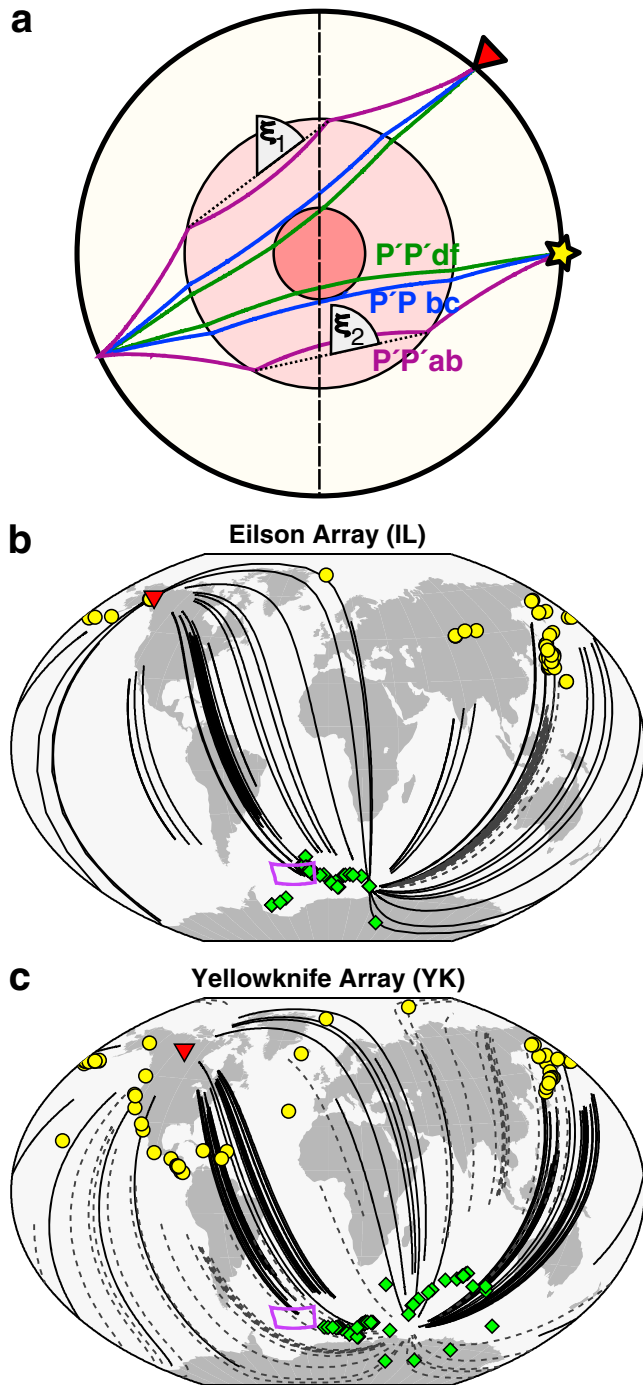 a
ξ1
P´P´df
P´P bc
ξ2
P´P´ab
b
Eilson Array (IL)
c
Yellowknife Array (YK)